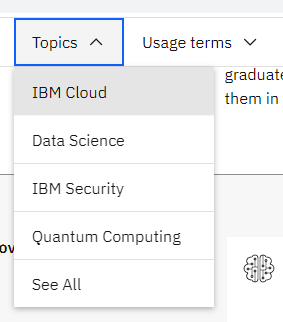 Topics
Usage terms
graduate
them in
IBM Cloud
Data Science
IBM Security
Quantum Computing
See All